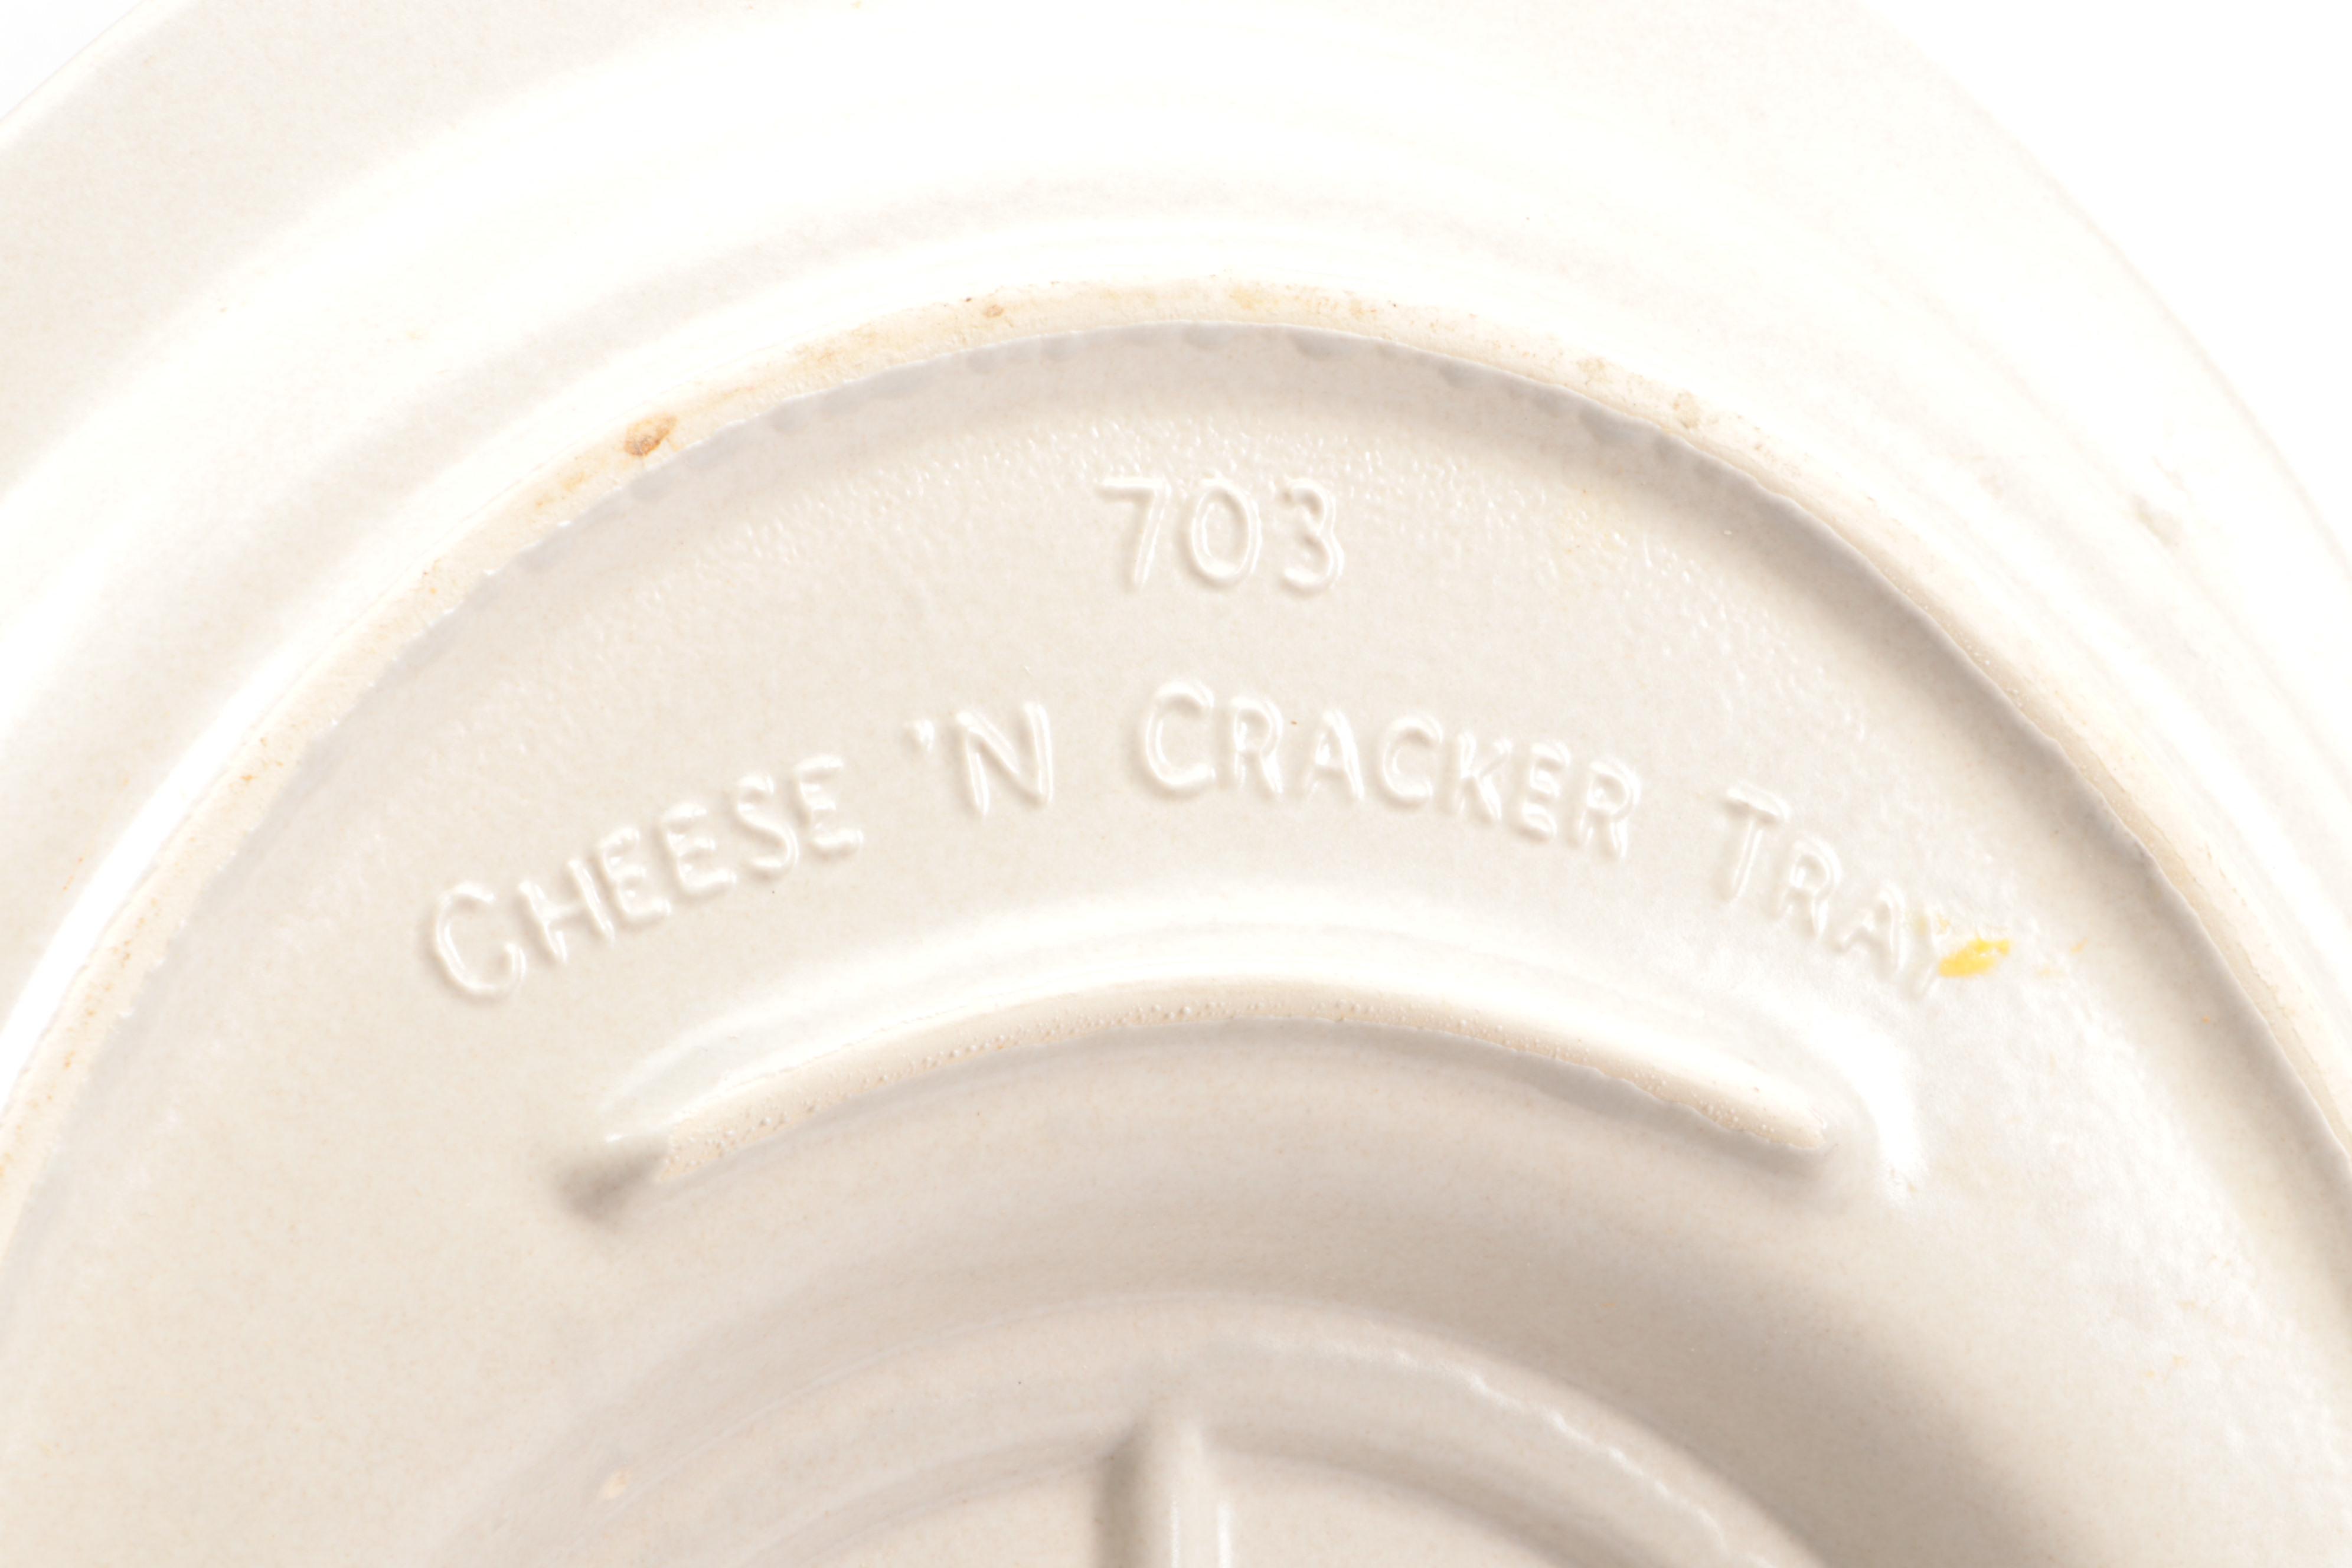 703
CHEESE 'N CRACKER TRAY